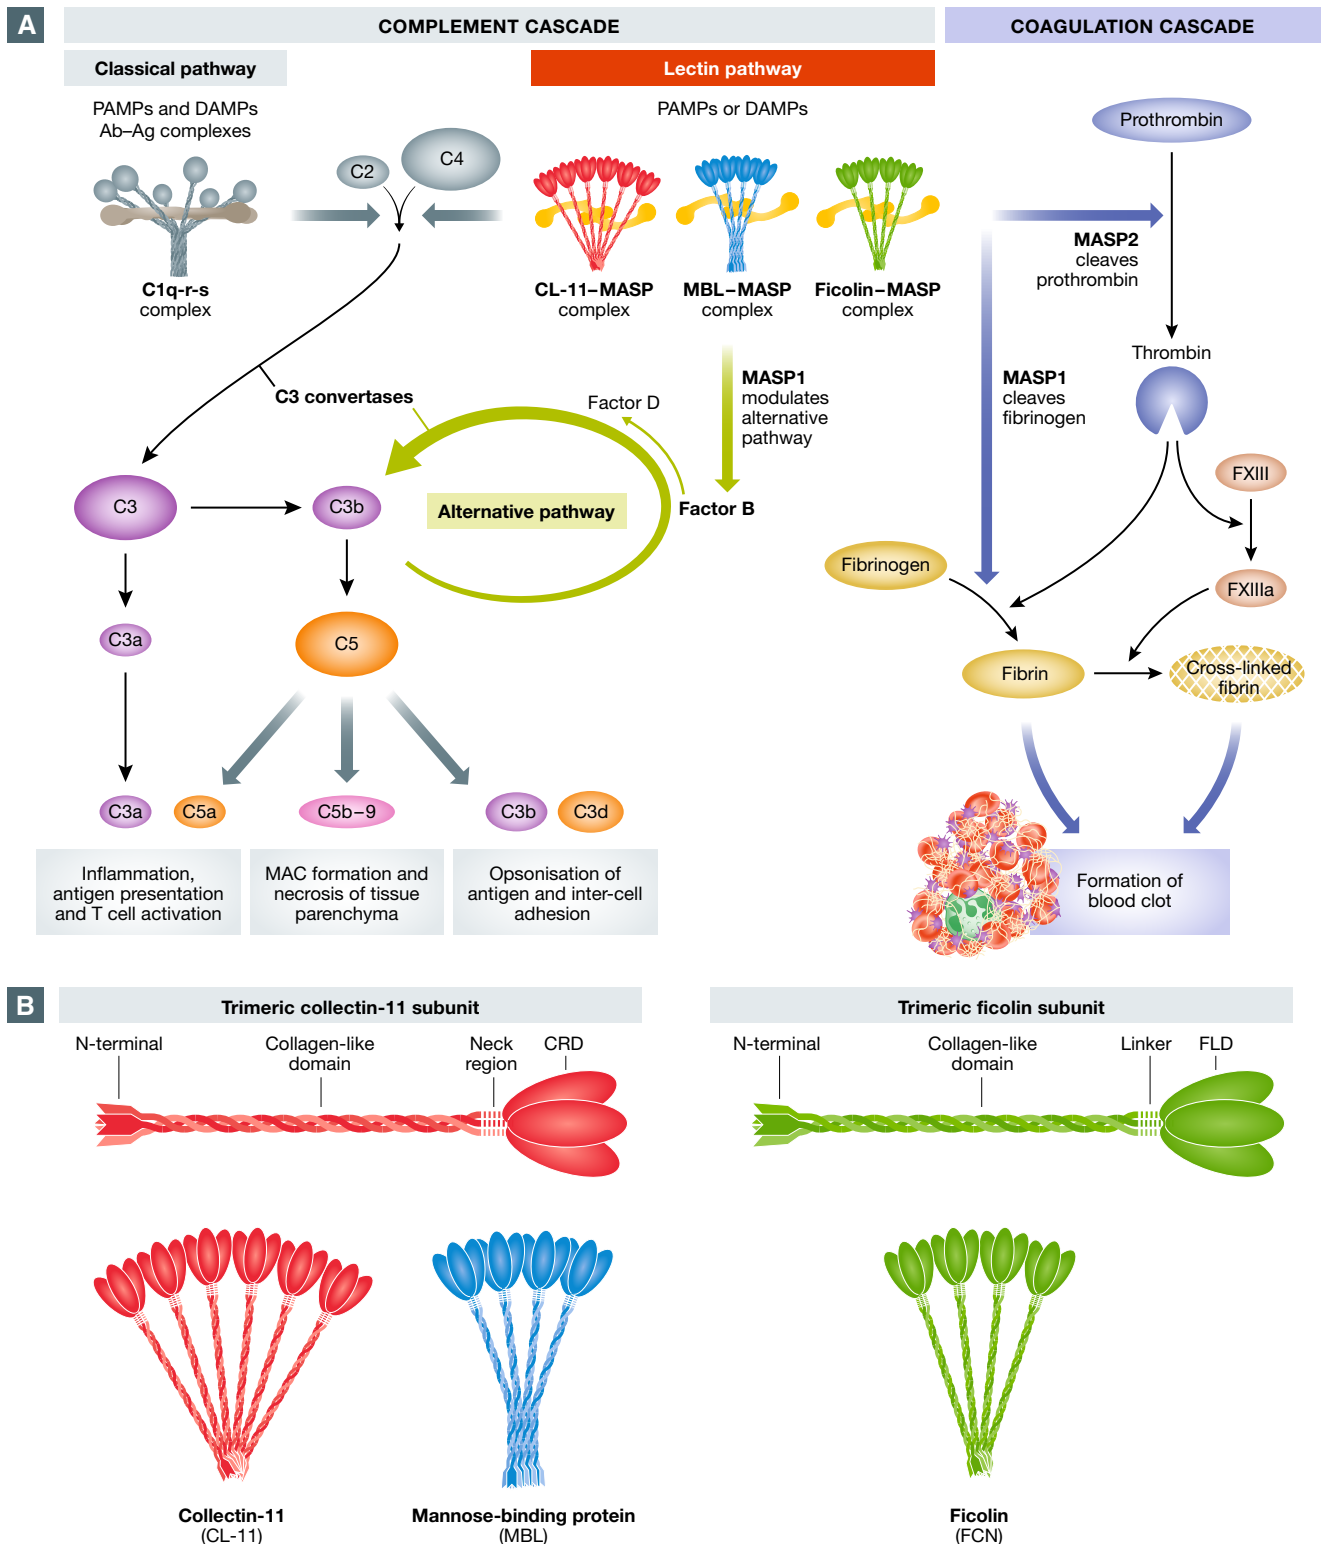 A
COMPLEMENT CASCADE
COAGULATION CASCADE
Classical pathway
Lectin pathway
PAMPs and DAMPs
Ab–Ag complexes
PAMPs or DAMPs
C2
C4
Prothrombin
C1q-r-s
complex
CL-11–MASP
complex
MBL–MASP
complex
Ficolin–MASP
complex
MASP2
cleaves
prothrombin
Thrombin
MASP1
modulates
alternative
pathway
MASP1
cleaves
fibrinogen
C3 convertases
Factor D
FXIII
C3
C3b
Alternative pathway
Factor B
Fibrinogen
FXIIIa
C3a
C5
Fibrin
Cross-linked
fibrin
C3a
C5a
C5b–9
C3b
C3d
Inflammation,
antigen presentation
and T cell activation
MAC formation and
necrosis of tissue
parenchyma
Opsonisation of
antigen and inter-cell
adhesion
Formation of
blood clot
B
Trimeric collectin-11 subunit
Trimeric ficolin subunit
N-terminal
Collagen-like
domain
Neck
region
CRD
N-terminal
Collagen-like
domain
Linker
FLD
Collectin-11
(CL-11)
Mannose-binding protein
(MBL)
Ficolin
(FCN)